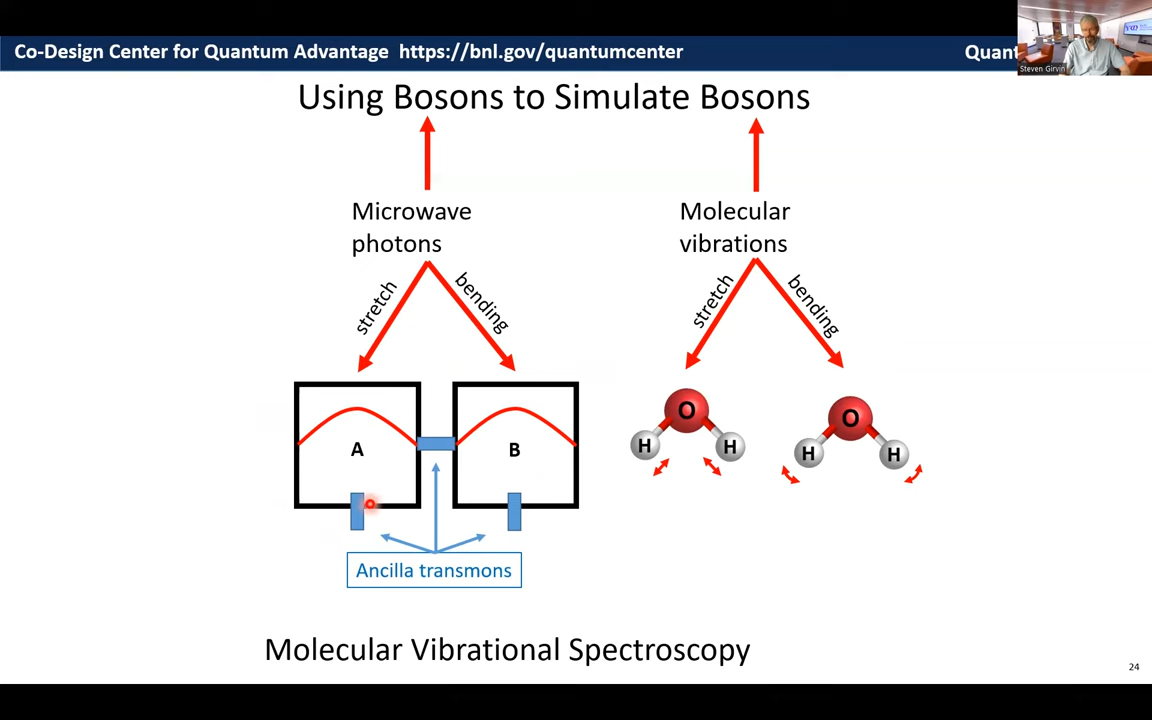 Co-Design Center for Quantum Advantage https://bnl.gov/quantumcenter
Steven Girvin
Using Bosons to Simulate Bosons
Microwave
photons
Molecular
vibrations
stretch
bending
stretch
bending
A
B
O
H
H
O
H
H
Ancilla transmons
Molecular Vibrational Spectroscopy
24